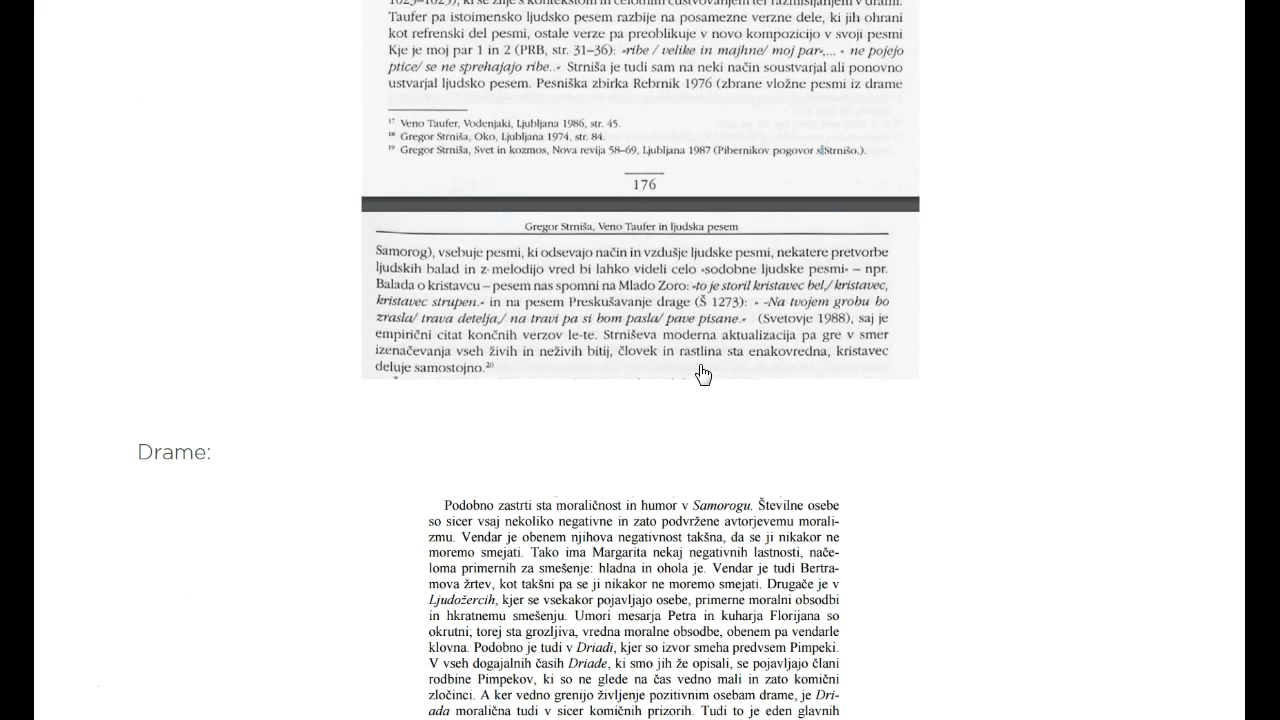 1023–1025), ki se zlije s kontekstom in celotnim čustvovanjem ter razmišljanjem v drami.
Taufer pa istoimensko ljudsko pesem razbije na posamezne verzne dele, ki jih ohrani
kot refrenski del pesmi, ostale verze pa preoblikuje v novo kompozicijo v svoji pesmi
Kje je moj par 1 in 2 (PRB, str. 31–36): »ribe / velike in majhne/ moj par«,... » ne pojejo
ptice/ se ne sprehajajo ribe..« Strniša je tudi sam na neki način soustvarjal ali ponovno
ustvarjal ljudsko pesem. Pesniška zbirka Rebrnik 1976 (zbrane vložne pesmi iz drame
17 Veno Taufer, Vodenjaki, Ljubljana 1986, str. 45.
18 Gregor Strniša, Oko, Ljubljana 1974, str. 84.
19 Gregor Strniša, Svet in kozmos, Nova revija 58–69, Ljubljana 1987 (Pibernikov pogovor s Strnišo.).
176
Gregor Strniša, Veno Taufer in ljudska pesem
Samorog), vsebuje pesmi, ki odsevajo način in vzdušje ljudske pesmi, nekatere pretvorbe
ljudskih balad in z melodijo vred bi lahko videli celo »sodobne ljudske pesmi« – npr.
Balada o kristavcu – pesem nas spomni na Mlado Zoro: »to je storil kristavec bel,/ kristavec,
kristavec strupen.« in na pesem Preskušavanje drage (Š 1273): » »Na tvojem grobu bo
zrasla/ trava detelja,/ na travi pa si bom pasla/ pave pisane.« (Svetovje 1988), saj je
empirični citat končnih verzov le-te. Strniševa moderna aktualizacija pa gre v smer
izenačevanja vseh živih in neživih bitij, človek in rastlina sta enakovredna, kristavec
deluje samostojno.20
Drame:
Podobno zastrti sta moraličnost in humor v Samorogu. Številne osebe
so sicer vsaj nekoliko negativne in zato podvržene avtorjevemu morali-
zmu. Vendar je obenem njihova negativnost takšna, da se ji nikakor ne
moremo smejati. Tako ima Margarita nekaj negativnih lastnosti, nače-
loma primernih za smešenje: hladna in ohola je. Vendar je tudi Bertra-
mova žrtev, kot takšni pa se ji nikakor ne moremo smejati. Drugače je v
Ljudožercih, kjer se vsekakor pojavljajo osebe, primerne moralni obsodbi
in hkratnemu smešenju. Umori mesarja Petra in kuharja Florijana so
okrutni; torej sta grozljiva, vredna moralne obsodbe, obenem pa vendarle
klovna. Podobno je tudi v Driadi, kjer so izvor smeha predvsem Pimpeki.
V vseh dogajalnih časih Driade, ki smo jih že opisali, se pojavljajo člani
rodbine Pimpekov, ki so ne glede na čas vedno mali in zato komični
zločinci. A ker vedno grenijo življenje pozitivnim osebam drame, je Dri-
ada moralična tudi v sicer komičnih prizorih. Tudi to je eden glavnih